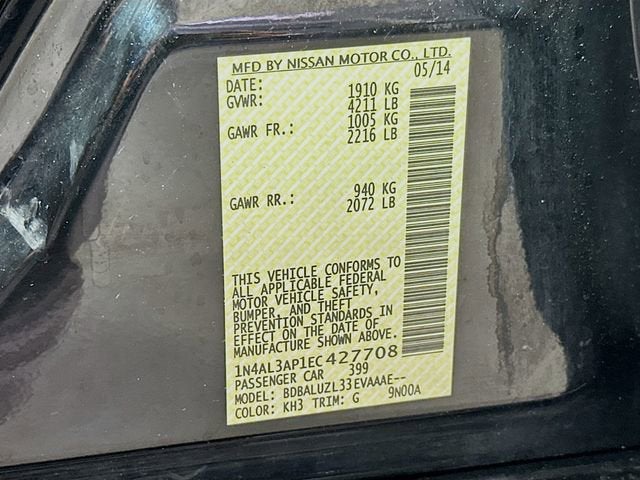 MFD BY NISSAN MOTOR CO., LTD.
DATE: 05/14
GVWR: 1910 KG
4211 LB
GAWR FR.: 1005 KG
2216 LB
GAWR RR.: 940 KG
2072 LB
THIS VEHICLE CONFORMS TO
ALL APPLICABLE FEDERAL
MOTOR VEHICLE SAFETY,
BUMPER, AND THEFT
PREVENTION STANDARDS IN
EFFECT ON THE DATE OF
MANUFACTURE SHOWN ABOVE.
1N4AL3AP1EC427708
PASSENGER CAR 399
MODEL: BDBALUZL33EVAAAE--
COLOR: KH3 TRIM: G 9N00A